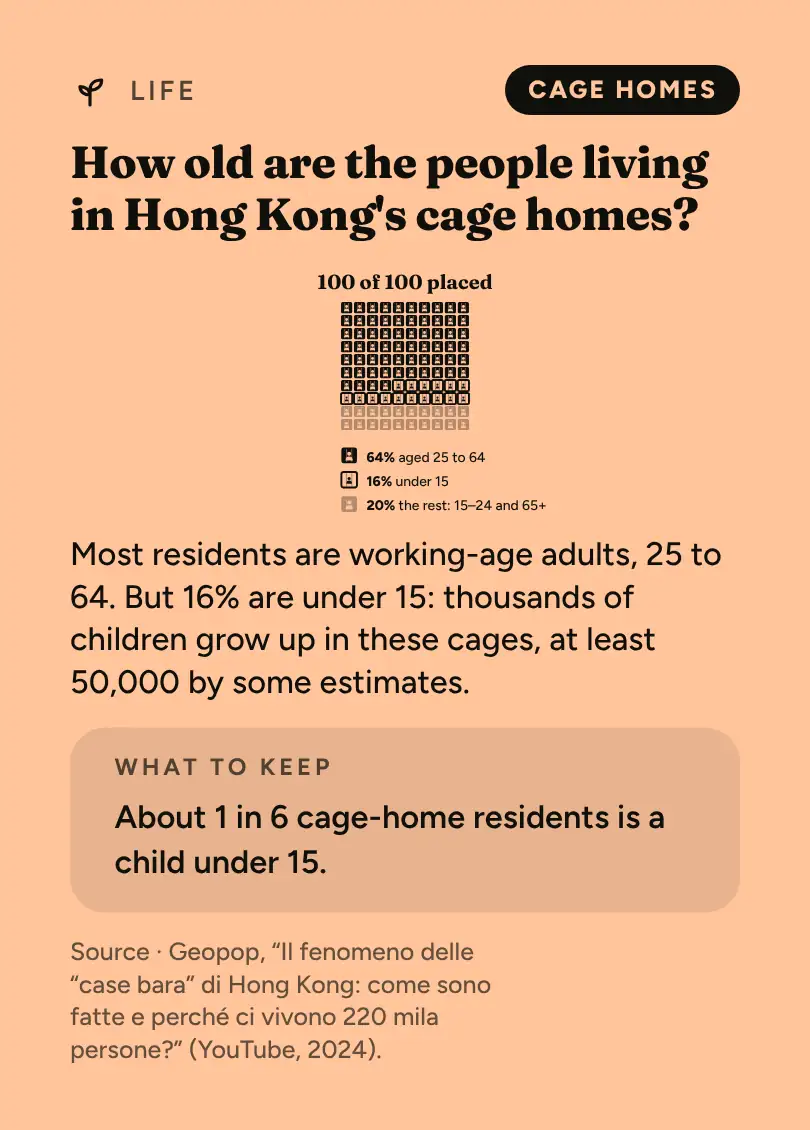 LIFE
CAGE HOMES
How old are the people living
in Hong Kong's cage homes?
100 of 100 placed
64% aged 25 to 64
16% under 15
20% the rest: 15–24 and 65+
Most residents are working-age adults, 25 to
64. But 16% are under 15: thousands of
children grow up in these cages, at least
50,000 by some estimates.
WHAT TO KEEP
About 1 in 6 cage-home residents is a
child under 15.
Source · Geopop, “Il fenomeno delle
“case bara” di Hong Kong: come sono
fatte e perché ci vivono 220 mila
persone?” (YouTube, 2024).